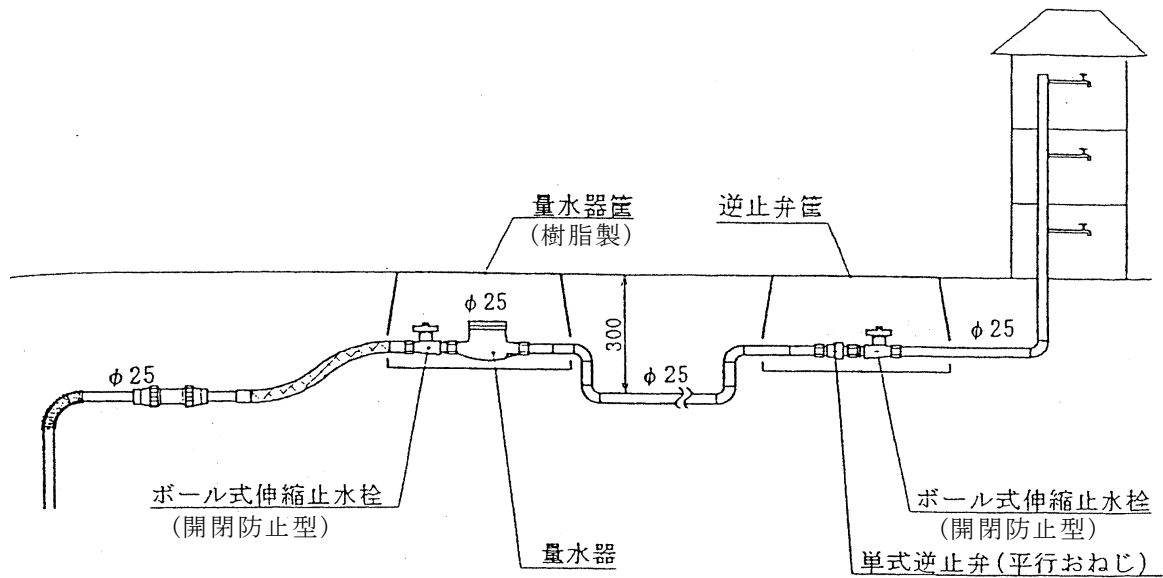 量水器筐
(樹脂製)
逆止弁筐
φ25
φ25
300
φ25
φ25
ボール式伸縮止水栓
(開閉防止型)
量水器
ボール式伸縮止水栓
(開閉防止型)
単式逆止弁(平行おねじ)